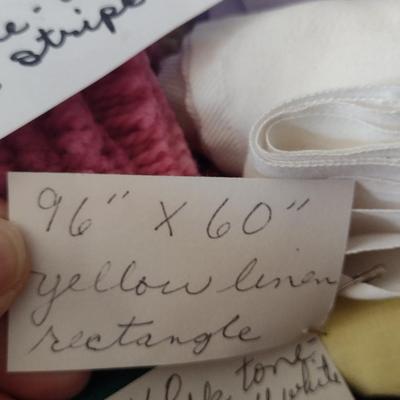 stripe
96" X 60"
yellow linen
rectangle
tone-
white